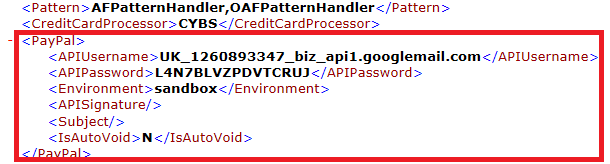 <Pattern>AFPatternHandler,OAFPatternHandler</Pattern>
<CreditCardProcessor>CYBS</CreditCardProcessor>
- <PayPal>
<APIUsername>UK_1260893347_biz_api1.googlemail.com</APIUsername>
<APIPassword>L4N7BLVZPDVTCRUJ</APIPassword>
<Environment>sandbox</Environment>
<APISignature/>
<Subject/>
<IsAutoVoid>N</IsAutoVoid>
</PayPal>